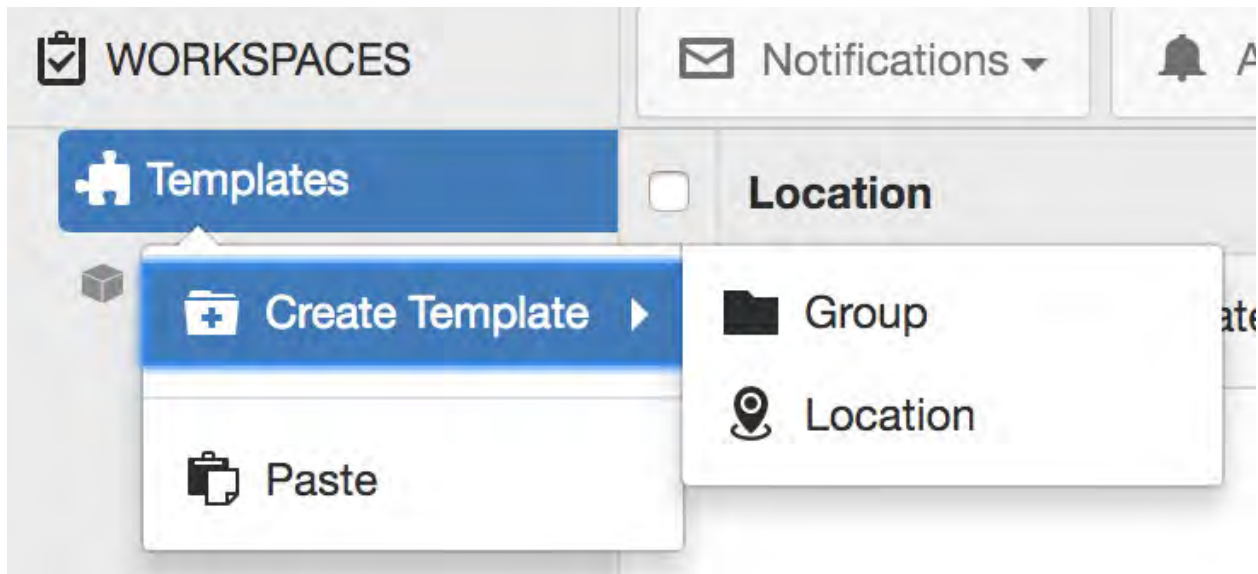 WORKSPACES
Notifications
Templates
Location
Create Template
Group
Location
Paste